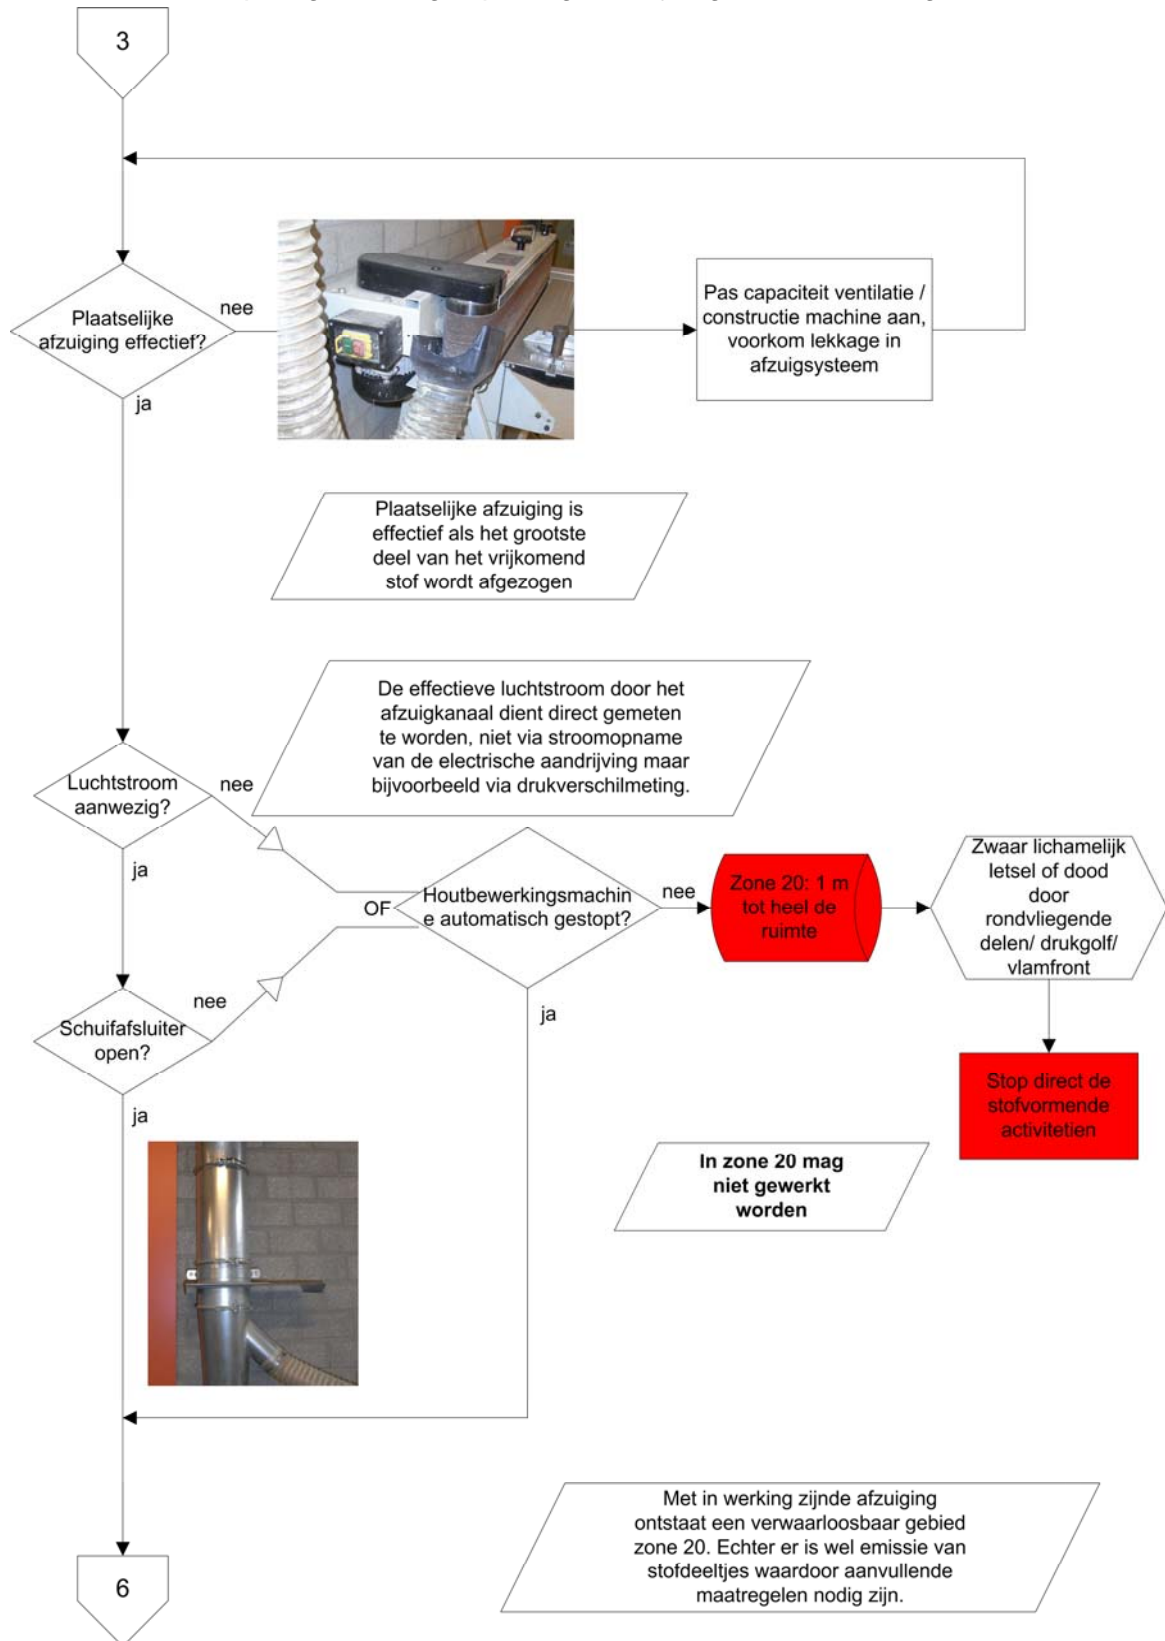 3
Plaatselijke
afzuiging effectief?
nee
ja
Pas capaciteit ventilatie /
constructie machine aan,
voorkom lekkage in
afzuigsysteem
Plaatselijke afzuiging is
effectief als het grootste
deel van het vrijkomend
stof wordt afgezogen
De effectieve luchtstroom door het
afzuigkanaal dient direct gemeten
te worden, niet via stroomopname
van de electrische aandrijving maar
bijvoorbeeld via drukverschilmeting.
Luchtstroom
aanwezig?
nee
ja
OF
Houtbewerkingsmachin
e automatisch gestopt?
nee
ja
Zone 20: 1 m
tot heel de
ruimte
Zwaar lichamelijk
letsel of dood
door
rondvliegende
delen/ drukgolf/
vlamfront
Schuifafsluiter
open?
nee
ja
Stop direct de
stofvormende
activitetien
In zone 20 mag
niet gewerkt
worden
Met in werking zijnde afzuiging
ontstaat een verwaarloosbaar gebied
zone 20. Echter er is wel emissie van
stofdeeltjes waardoor aanvullende
maatregelen nodig zijn.
6